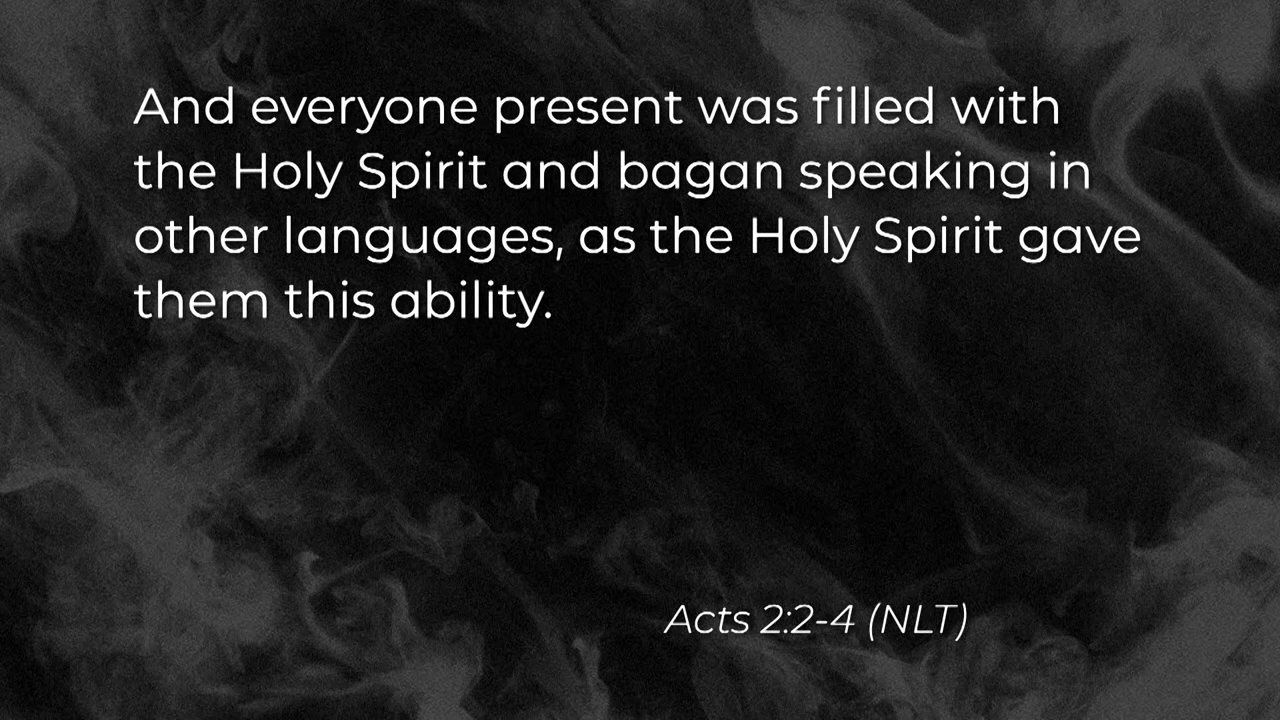 And everyone present was filled with
the Holy Spirit and bagan speaking in
other languages, as the Holy Spirit gave
them this ability.
Acts 2:2-4 (NLT)